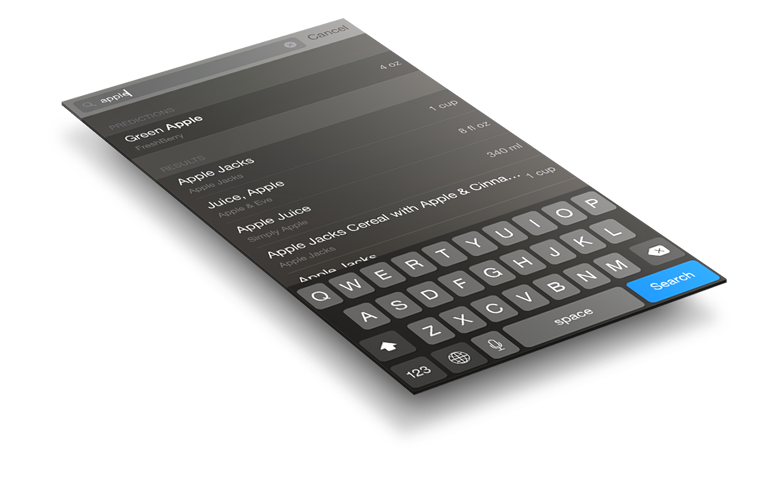 apple Cancel
PREDICTIONS
Green Apple 4 oz
FreshBerry
RESULTS
Apple Jacks 1 cup
Apple Jacks
Juice, Apple 8 fl oz
Apple & Eve
Apple Juice 340 ml
Simply Apple
Apple Jacks Cereal with Apple & Cinna... 1 cup
Apple Jacks
Apple Jacks
Q W E R T Y U I O P
A S D F G H J K L
Z X C V B N M
123 space Search